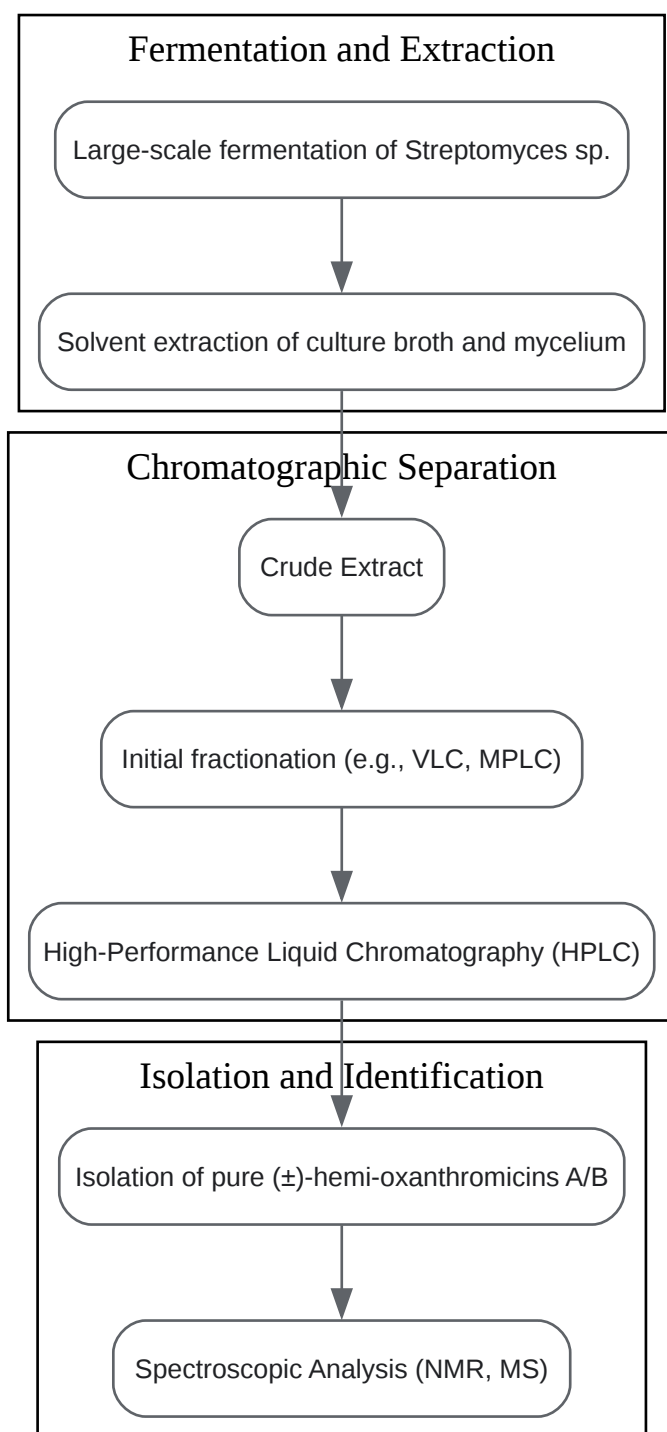 Fermentation and Extraction
Large-scale fermentation of Streptomyces sp.
Solvent extraction of culture broth and mycelium
Chromatographic Separation
Crude Extract
Initial fractionation (e.g., VLC, MPLC)
High-Performance Liquid Chromatography (HPLC)
Isolation and Identification
Isolation of pure (±)-hemi-oxanthromicins A/B
Spectroscopic Analysis (NMR, MS)